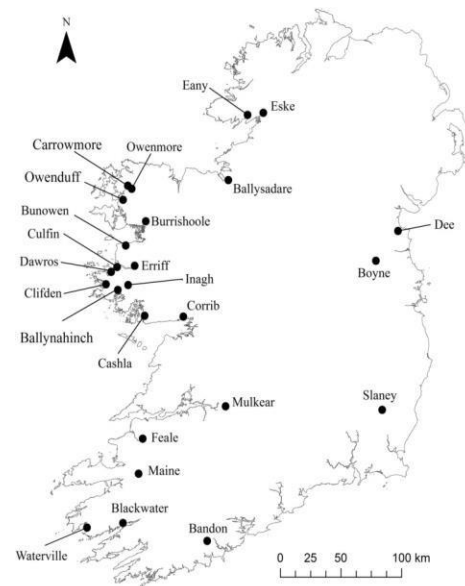 N
Eany
Eske
Carrowmore
Owenmore
Owenduff
Ballysadare
Bunowen
Burrishoole
Dee
Culfin
Dawros
Erriff
Boyne
Inagh
Clifden
Corrib
Ballynahinch
Cashla
Mulkear
Slaney
Feale
Maine
Blackwater
Bandon
Waterville
0 25 50 100 km